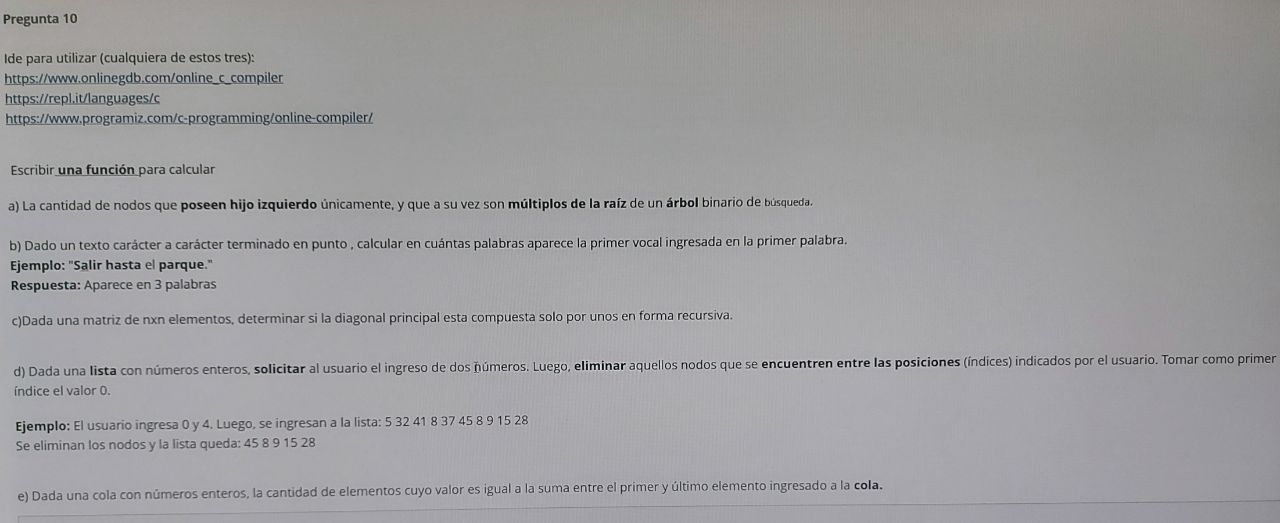 Pregunta 10
Ide para utilizar (cualquiera de estos tres):
https://www.onlinegdb.com/online_c_compiler
https://repl.it/languages/c
https://www.programiz.com/c-programming/online-compiler/
Escribir una función para calcular
a) La cantidad de nodos que poseen hijo izquierdo únicamente, y que a su vez son múltiplos de la raíz de un árbol binario de búsqueda.
b) Dado un texto carácter a carácter terminado en punto , calcular en cuántas palabras aparece la primer vocal ingresada en la primer palabra.
Ejemplo: "Salir hasta el parque."
Respuesta: Aparece en 3 palabras
c)Dada una matriz de nxn elementos, determinar si la diagonal principal esta compuesta solo por unos en forma recursiva.
d) Dada una lista con números enteros, solicitar al usuario el ingreso de dos números. Luego, eliminar aquellos nodos que se encuentren entre las posiciones (índices) indicados por el usuario. Tomar como primer
índice el valor 0.
Ejemplo: El usuario ingresa 0 y 4. Luego, se ingresan a la lista: 5 32 41 8 37 45 8 9 15 28
Se eliminan los nodos y la lista queda: 45 8 9 15 28
e) Dada una cola con números enteros, la cantidad de elementos cuyo valor es igual a la suma entre el primer y último elemento ingresado a la cola.